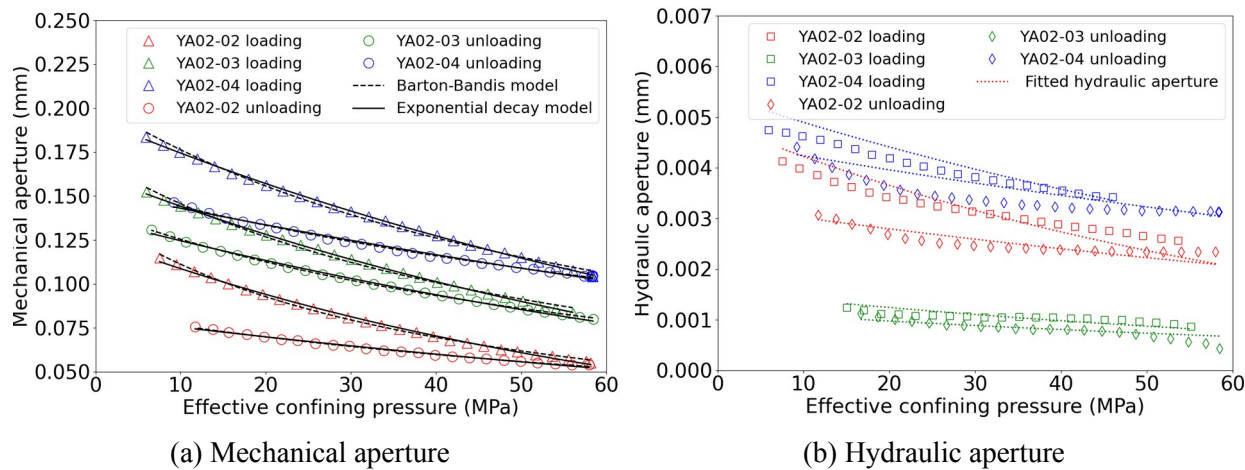 0.250
0.225
0.200
0.175
0.150
0.125
0.100
0.075
0.050
Mechanical aperture (mm)
YA02-02 loading
YA02-03 loading
YA02-04 loading
YA02-02 unloading
YA02-03 unloading
YA02-04 unloading
Barton-Bandis model
Exponential decay model
0 10 20 30 40 50 60
Effective confining pressure (MPa)
(a) Mechanical aperture
0.007
0.006
0.005
0.004
0.003
0.002
0.001
0.000
Hydraulic aperture (mm)
YA02-02 loading
YA02-03 loading
YA02-04 loading
YA02-02 unloading
YA02-03 unloading
YA02-04 unloading
Fitted hydraulic aperture
0 10 20 30 40 50 60
Effective confining pressure (MPa)
(b) Hydraulic aperture